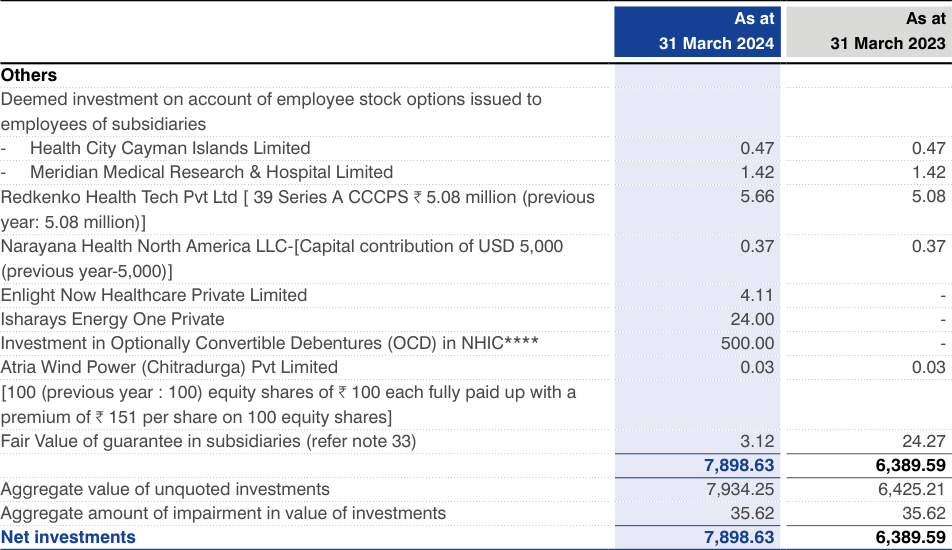 As at As at
31 March 2024 31 March 2023
Others
Deemed investment on account of employee stock options issued to
employees of subsidiaries
- Health City Cayman Islands Limited 0.47 0.47
- Meridian Medical Research & Hospital Limited 1.42 1.42
Redkenko Health Tech Pvt Ltd [ 39 Series A CCCPS ₹ 5.08 million (previous 5.66 5.08
year: 5.08 million)]
Narayana Health North America LLC-[Capital contribution of USD 5,000 0.37 0.37
(previous year-5,000)]
Enlight Now Healthcare Private Limited 4.11 -
Isharays Energy One Private 24.00 -
Investment in Optionally Convertible Debentures (OCD) in NHIC**** 500.00 -
Atria Wind Power (Chitradurga) Pvt Limited 0.03 0.03
[100 (previous year : 100) equity shares of ₹ 100 each fully paid up with a
premium of ₹ 151 per share on 100 equity shares]
Fair Value of guarantee in subsidiaries (refer note 33) 3.12 24.27
7,898.63 6,389.59
Aggregate value of unquoted investments 7,934.25 6,425.21
Aggregate amount of impairment in value of investments 35.62 35.62
Net investments 7,898.63 6,389.59